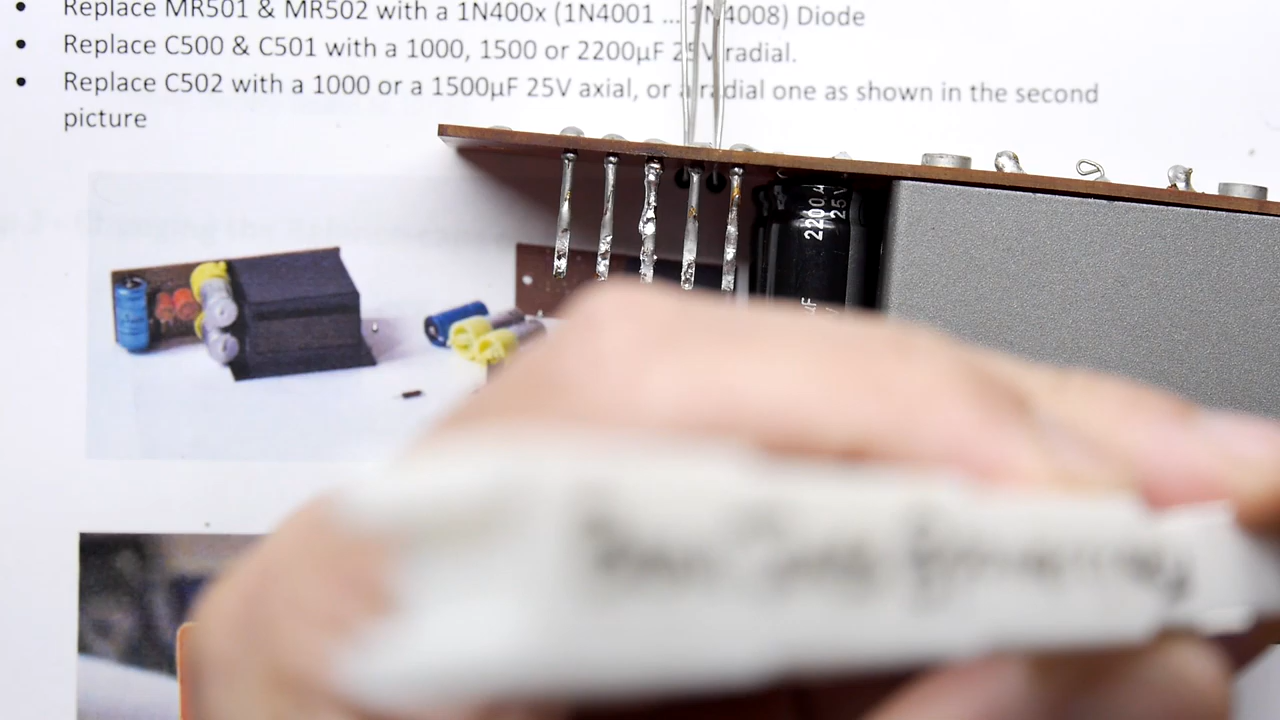 • Replace MR501 & MR502 with a 1N400x (1N4001 ... 1N4008) Diode
• Replace C500 & C501 with a 1000, 1500 or 2200µF 25V radial.
• Replace C502 with a 1000 or a 1500µF 25V axial, or a radial one as shown in the second
picture
2200
25V
µF